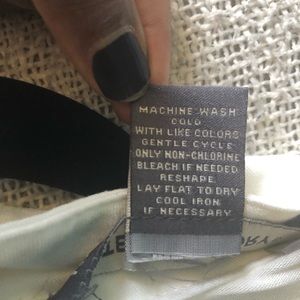 MACHINE WASH
COLD
WITH LIKE COLORS
GENTLE CYCLE
ONLY NON-CHLORINE
BLEACH IF NEEDED
RESHAPE
LAY FLAT TO DRY
COOL IRON
IF NECESSARY